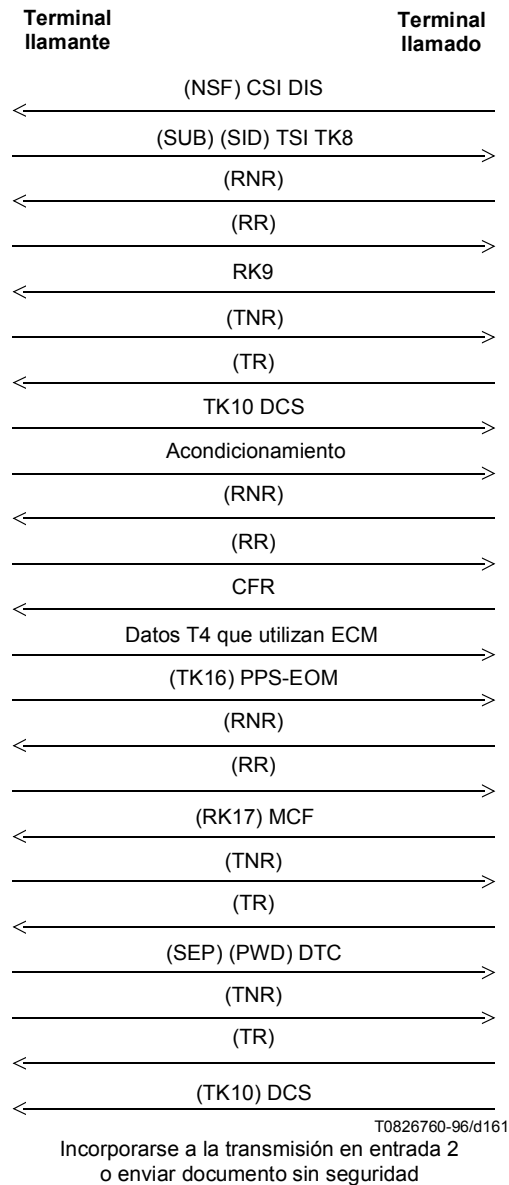 Terminal
llamante
Terminal
llamado
(NSF) CSI DIS
(SUB) (SID) TSI TK8
(RNR)
(RR)
RK9
(TNR)
(TR)
TK10 DCS
Acondicionamiento
(RNR)
(RR)
CFR
Datos T4 que utilizan ECM
(TK16) PPS-EOM
(RNR)
(RR)
(RK17) MCF
(TNR)
(TR)
(SEP) (PWD) DTC
(TNR)
(TR)
(TK10) DCS
T0826760-96/d161
Incorporarse a la transmisión en entrada 2
o enviar documento sin seguridad